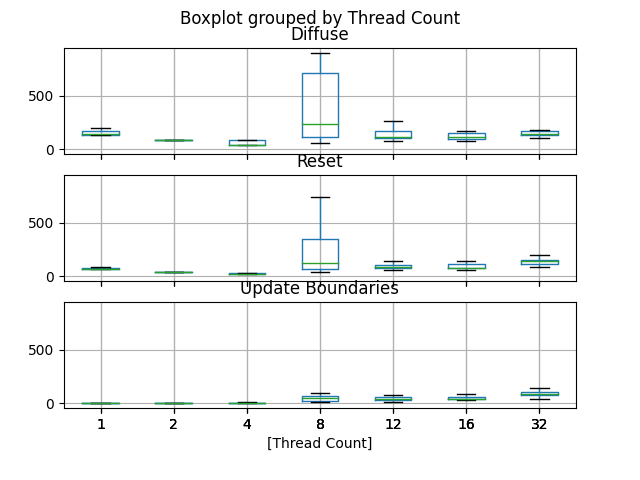 Boxplot grouped by Thread Count
Diffuse
500
0
Reset
500
0
Update Boundaries
500
0
1 2 4 8 12 16 32
[Thread Count]